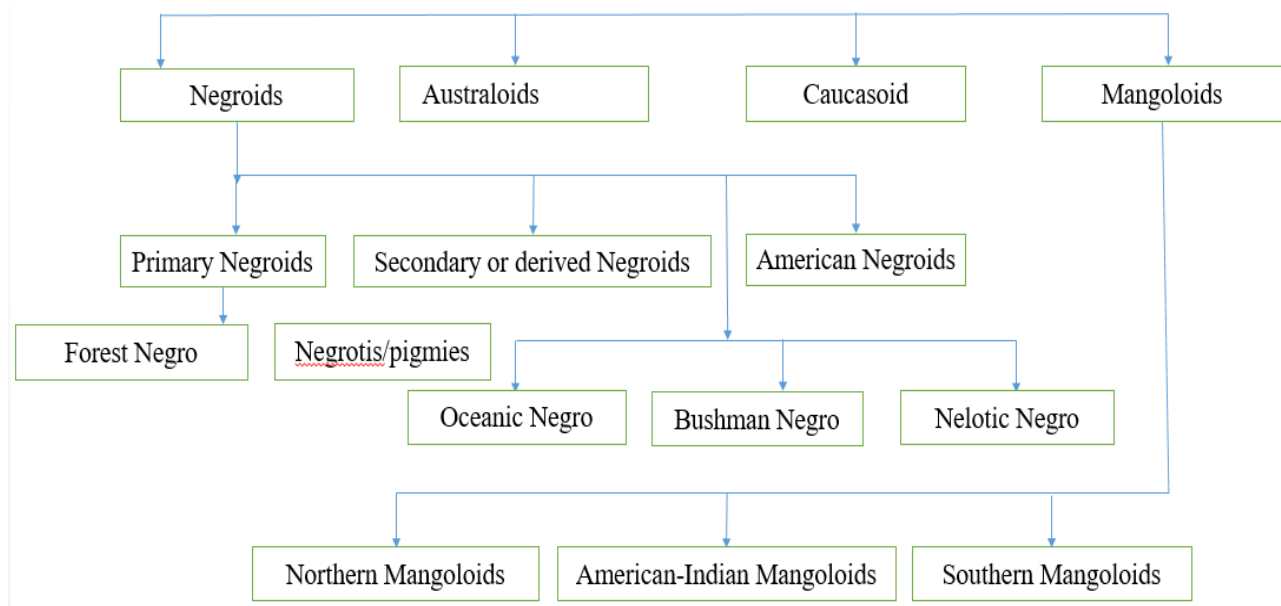 Negroids
Australoids
Caucasoid
Mangoloids
Primary Negroids
Secondary or derived Negroids
American Negroids
Forest Negro
Negrotis/pigmies
Oceanic Negro
Bushman Negro
Nelotic Negro
Northern Mangoloids
American-Indian Mangoloids
Southern Mangoloids